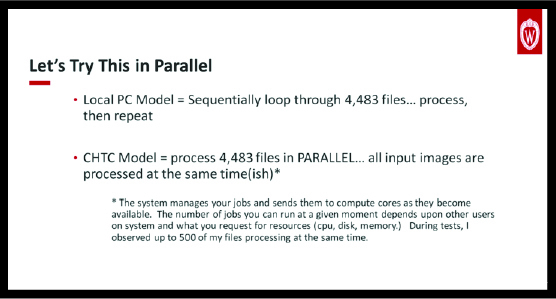 W
Let's Try This in Parallel
• Local PC Model = Sequentially loop through 4,483 files... process,
then repeat
• CHTC Model = process 4,483 files in PARALLEL... all input images are
processed at the same time(ish)*
* The system manages your jobs and sends them to compute cores as they become
available.  The number of jobs you can run at a given moment depends upon other users
on system and what you request for resources (cpu, disk, memory.)   During tests, I
observed up to 500 of my files processing at the same time.